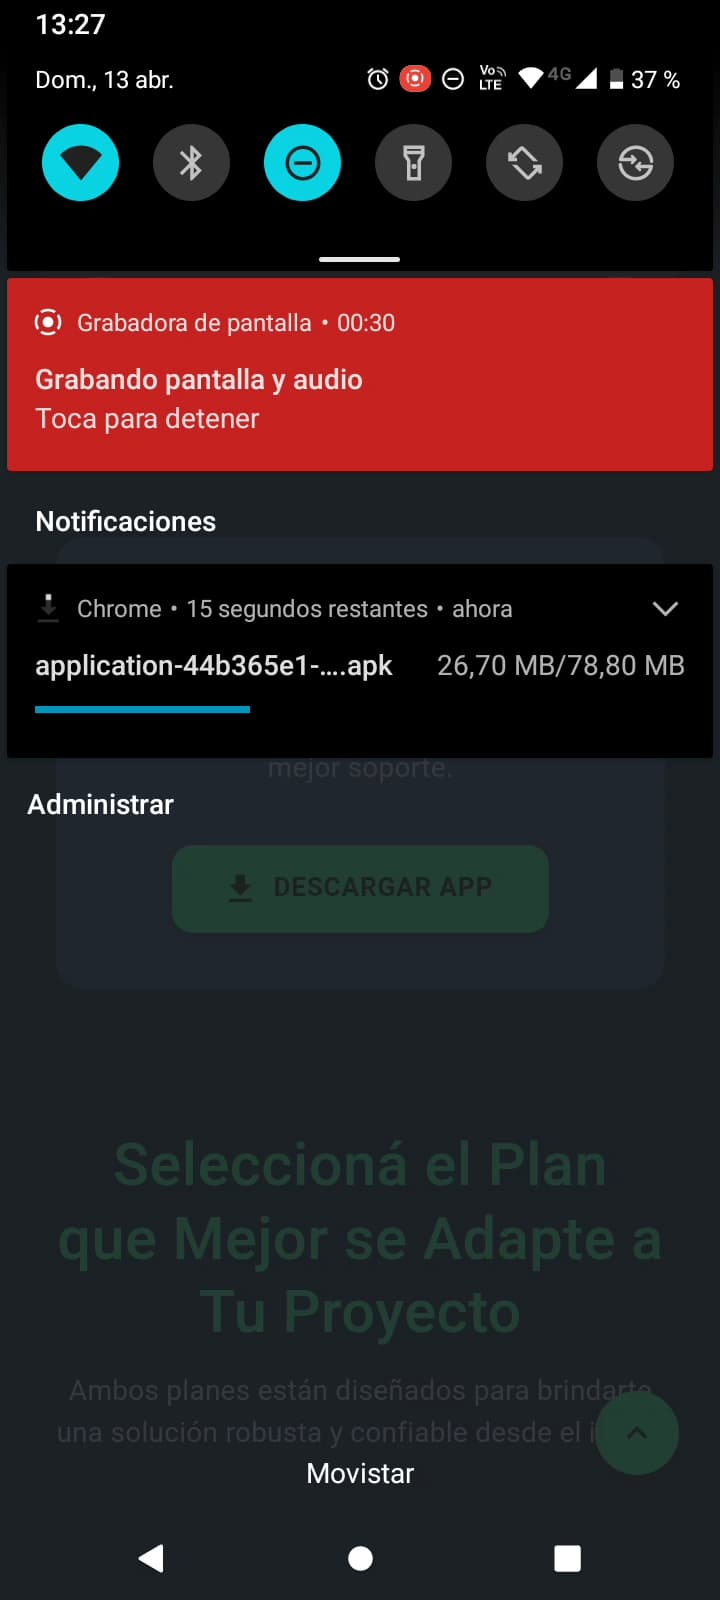 13:27
Dom., 13 abr.
Vo LTE 4G 37 %
Grabadora de pantalla • 00:30
Grabando pantalla y audio
Toca para detener
Notificaciones
Chrome • 15 segundos restantes • ahora
application-44b365e1-....apk 26,70 MB/78,80 MB
mejor soporte.
Administrar
DESCARGAR APP
Seleccioná el Plan
que Mejor se Adapte a
Tu Proyecto
Ambos planes están diseñados para brindarte
una solución robusta y confiable desde el
Movistar